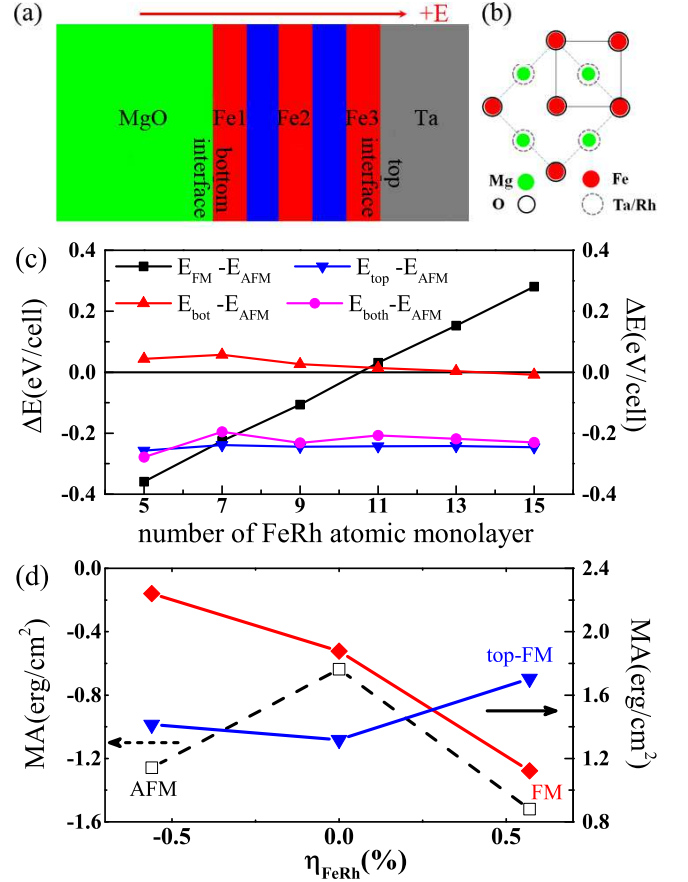 (a)
+E
MgO
Fe1
Fe2
Fe3
Ta
bottom
interface
top
interface
(b)
Mg
Fe
O
Ta/Rh
(c)
E_FM -E_AFM
E_top -E_AFM
E_bot -E_AFM
E_both-E_AFM
ΔE(eV/cell)
0.4
0.2
0.0
-0.2
-0.4
0.4
0.2
0.0
-0.2
-0.4
ΔE(eV/cell)
5 7 9 11 13 15
number of FeRh atomic monolayer
(d)
MA(erg/cm²)
0.0
-0.4
-0.8
-1.2
-1.6
2.4
2.0
1.6
1.2
0.8
MA(erg/cm²)
top-FM
AFM
FM
-0.5 0.0 0.5
η_FeRh(%)